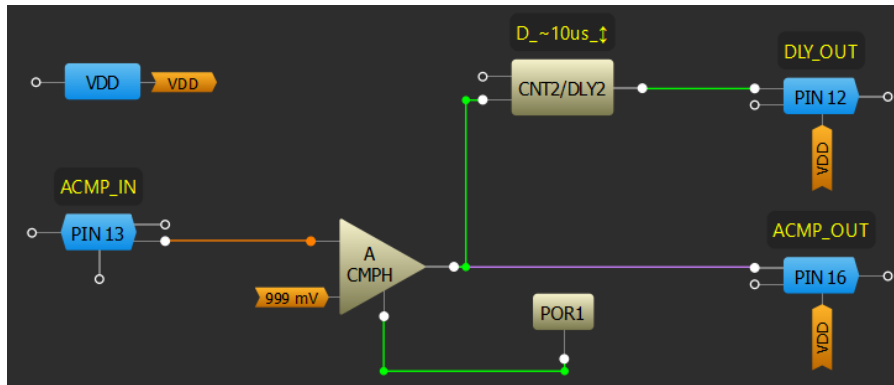 D_~10us_↕
DLY_OUT
VDD
VDD
CNT2/DLY2
PIN 12
VDD
ACMP_IN
PIN 13
A
CMPH
999 mV
POR1
ACMP_OUT
PIN 16
VDD